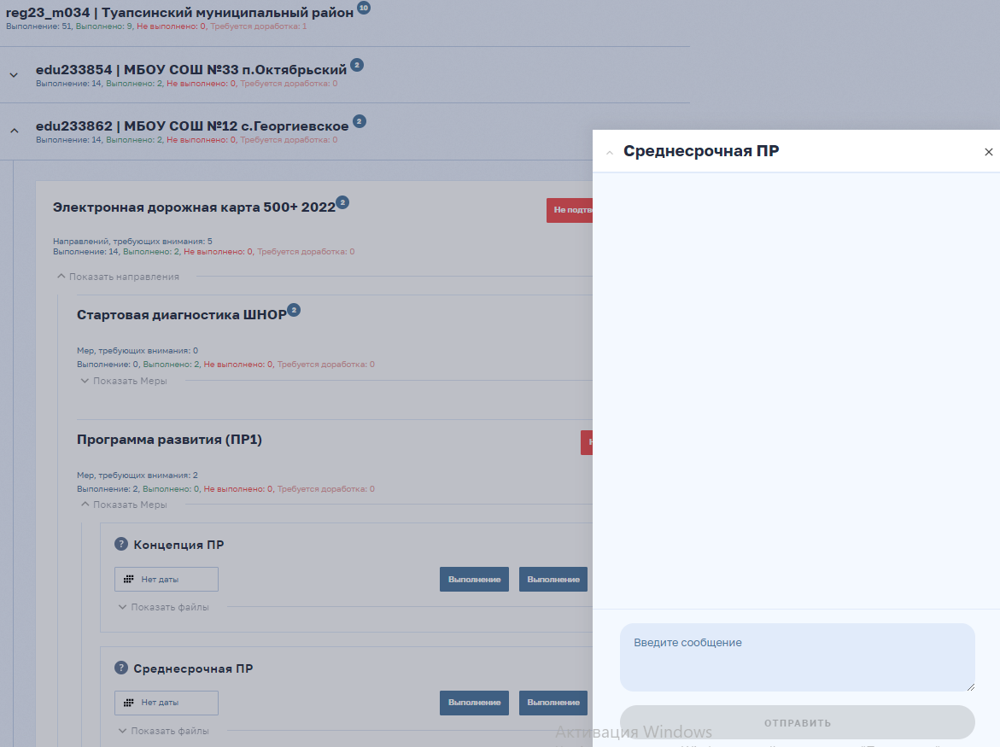 reg23_m034 | Туапсинский муниципальный район 10
Выполнение: 51, Выполнено: 9, Не выполнено: 0, Требуется доработка: 1
edu233854 | МБОУ СОШ №33 п.Октябрьский 2
Выполнение: 14, Выполнено: 2, Не выполнено: 0, Требуется доработка: 0
edu233862 | МБОУ СОШ №12 с.Георгиевское 2
Выполнение: 14, Выполнено: 2, Не выполнено: 0, Требуется доработка: 0
Электронная дорожная карта 500+ 2022 2
Не подтв
Направлений, требующих внимания: 5
Выполнение: 14, Выполнено: 2, Не выполнено: 0, Требуется доработка: 0
Показать направления
Стартовая диагностика ШНОР 2
Мер, требующих внимания: 0
Выполнение: 0, Выполнено: 2, Не выполнено: 0, Требуется доработка: 0
Показать Меры
Программа развития (ПР1)
Мер, требующих внимания: 2
Выполнение: 2, Выполнено: 0, Не выполнено: 0, Требуется доработка: 0
Показать Меры
? Концепция ПР
Нет даты Выполнение Выполнение
Показать файлы
? Среднесрочная ПР
Нет даты Выполнение Выполнение
Показать файлы
Среднесрочная ПР
Введите сообщение
ОТПРАВИТЬ
Активация Windows